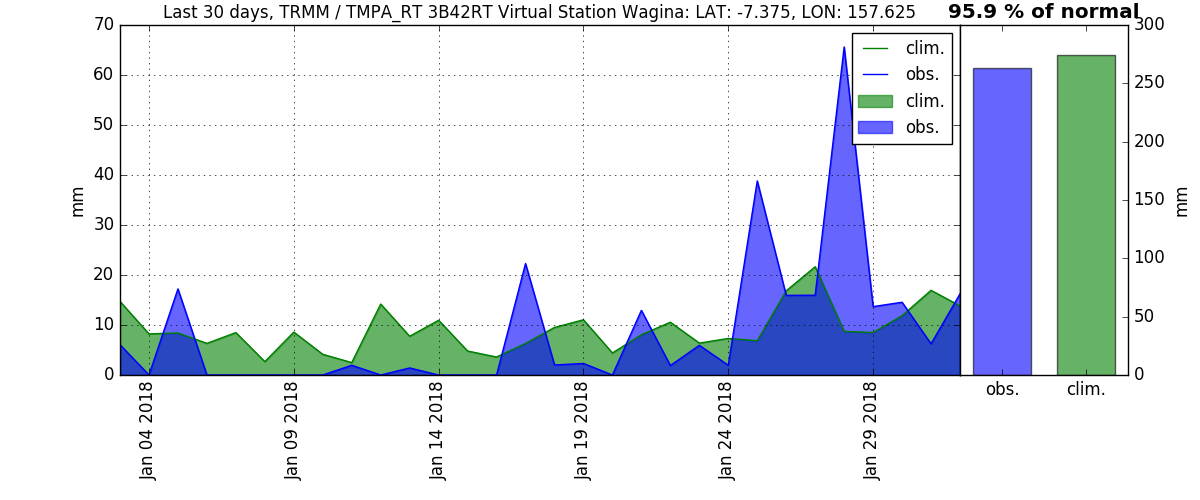 Last 30 days, TRMM / TMPA_RT 3B42RT Virtual Station Wagina: LAT: -7.375, LON: 157.625
95.9 % of normal
70
60
50
40
30
20
10
0
mm
clim.
obs.
clim.
obs.
300
250
200
150
100
50
0
mm
Jan 04 2018
Jan 09 2018
Jan 14 2018
Jan 19 2018
Jan 24 2018
Jan 29 2018
obs.
clim.